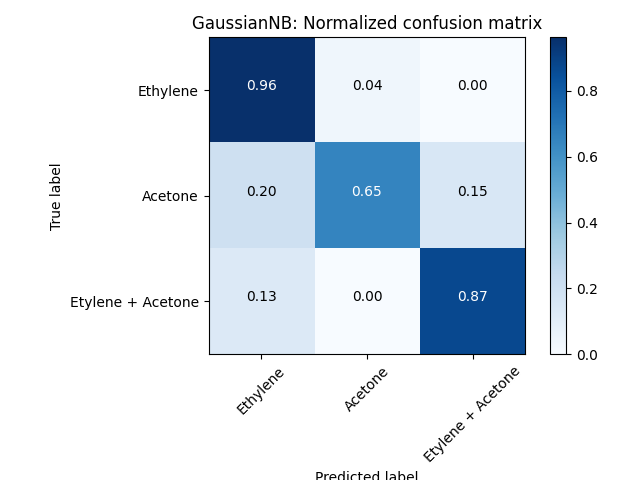 GaussianNB: Normalized confusion matrix
Ethylene
0.96
0.04
0.00
Acetone
0.20
0.65
0.15
Etylene + Acetone
0.13
0.00
0.87
True label
Ethylene
Acetone
Etylene + Acetone
Predicted label
0.8
0.6
0.4
0.2
0.0